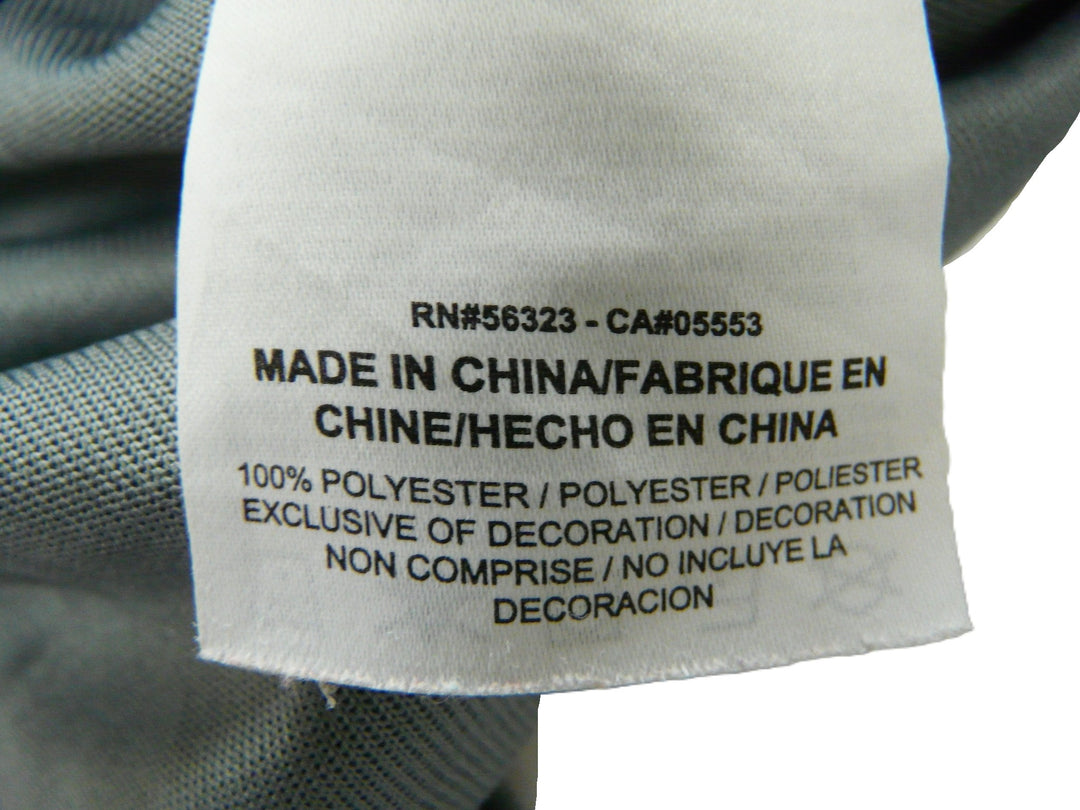 RN#56323 - CA#05553
MADE IN CHINA/FABRIQUE EN
CHINE/HECHO EN CHINA
100% POLYESTER / POLYESTER / POLIESTER
EXCLUSIVE OF DECORATION / DECORATION
NON COMPRISE / NO INCLUYE LA
DECORACION